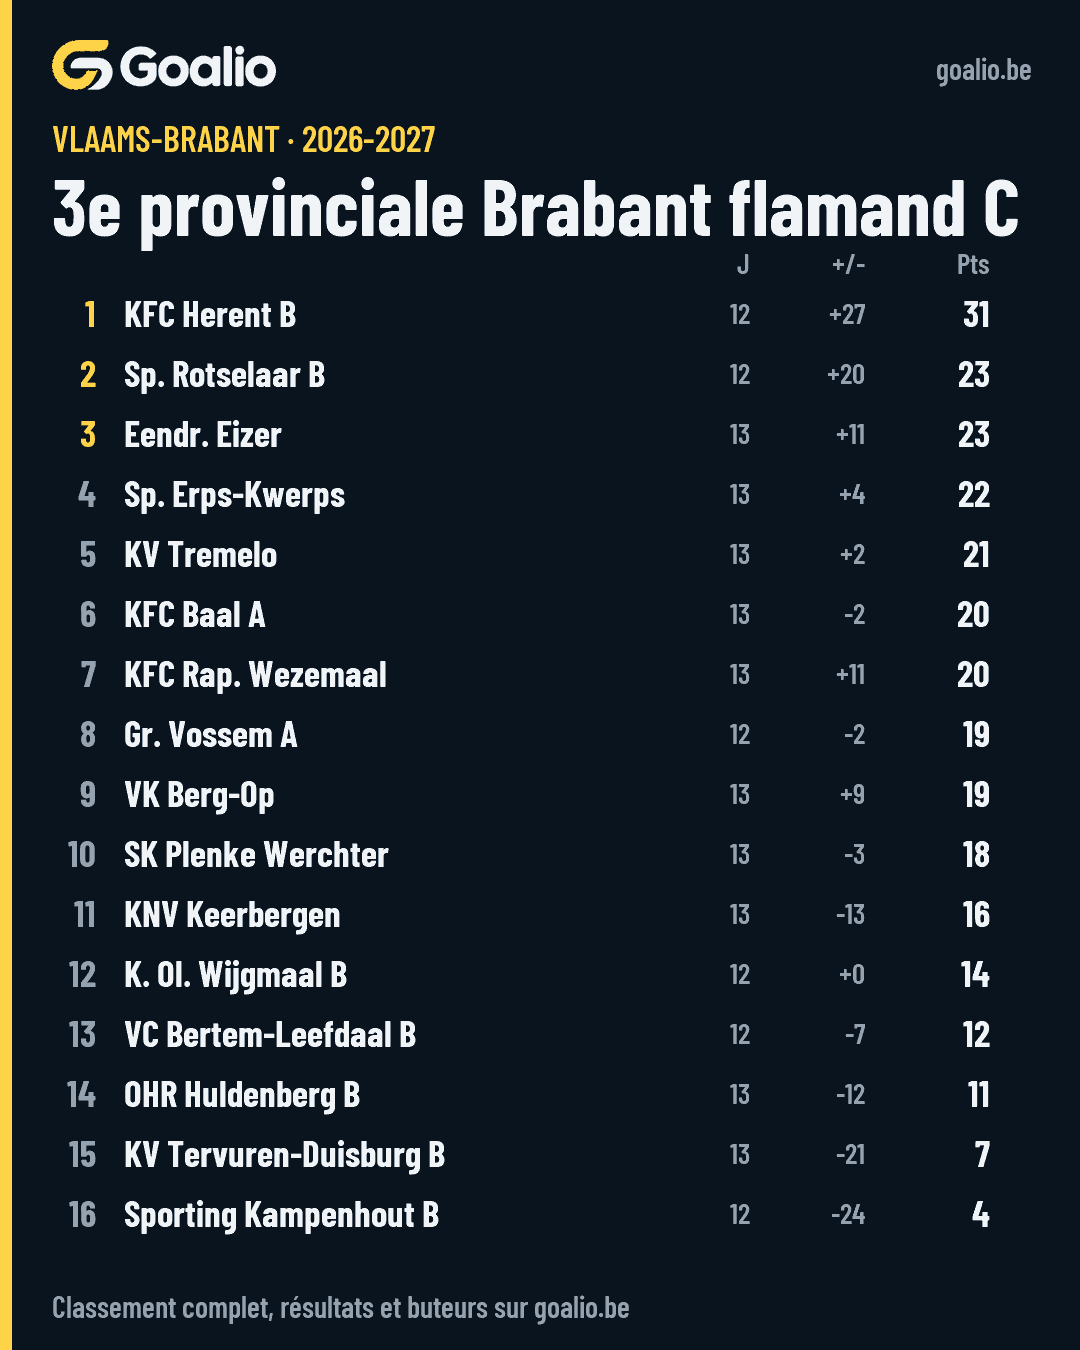 Goalio
goalio.be
VLAAMS-BRABANT · 2026-2027
3e provinciale Brabant flamand C
J +/- Pts
1 KFC Herent B 12 +27 31
2 Sp. Rotselaar B 12 +20 23
3 Eendr. Eizer 13 +11 23
4 Sp. Erps-Kwerps 13 +4 22
5 KV Tremelo 13 +2 21
6 KFC Baal A 13 -2 20
7 KFC Rap. Wezemaal 13 +11 20
8 Gr. Vossem A 12 -2 19
9 VK Berg-Op 13 +9 19
10 SK Plenke Werchter 13 -3 18
11 KNV Keerbergen 13 -13 16
12 K. Ol. Wijgmaal B 12 +0 14
13 VC Bertem-Leefdaal B 12 -7 12
14 OHR Huldenberg B 13 -12 11
15 KV Tervuren-Duisburg B 13 -21 7
16 Sporting Kampenhout B 12 -24 4
Classement complet, résultats et buteurs sur goalio.be